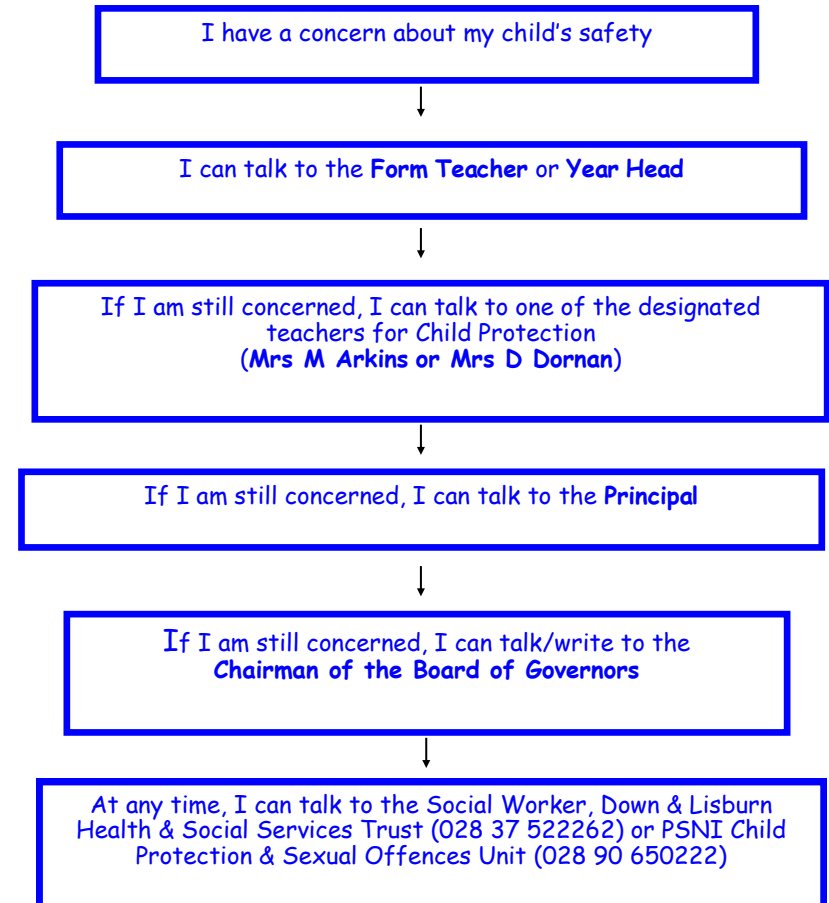 I have a concern about my child's safety
I can talk to the Form Teacher or Year Head
If I am still concerned, I can talk to one of the designated
teachers for Child Protection
(Mrs M Arkins or Mrs D Dornan)
If I am still concerned, I can talk to the Principal
If I am still concerned, I can talk/write to the
Chairman of the Board of Governors
At any time, I can talk to the Social Worker, Down & Lisburn
Health & Social Services Trust (028 37 522262) or PSNI Child
Protection & Sexual Offences Unit (028 90 650222)